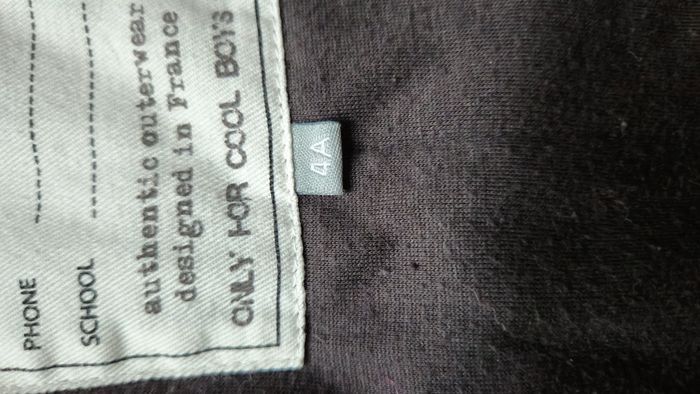 PHONE
SCHOOL
authentic outerwear
designed in France
ONLY FOR COOL BOYS
4A